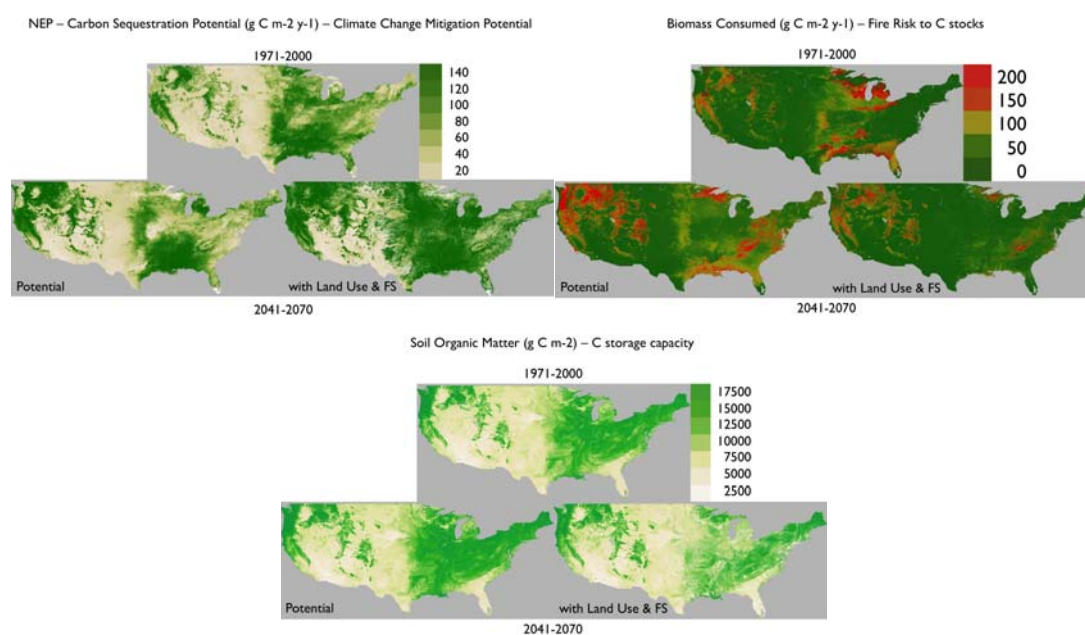 NEP – Carbon Sequestration Potential (g C m-2 y-1) – Climate Change Mitigation Potential
1971-2000
140
120
100
80
60
40
20
Potential
with Land Use & FS
2041-2070
Biomass Consumed (g C m-2 y-1) – Fire Risk to C stocks
1971-2000
200
150
100
50
0
Potential
with Land Use & FS
2041-2070
Soil Organic Matter (g C m-2) – C storage capacity
1971-2000
17500
15000
12500
10000
7500
5000
2500
Potential
with Land Use & FS
2041-2070